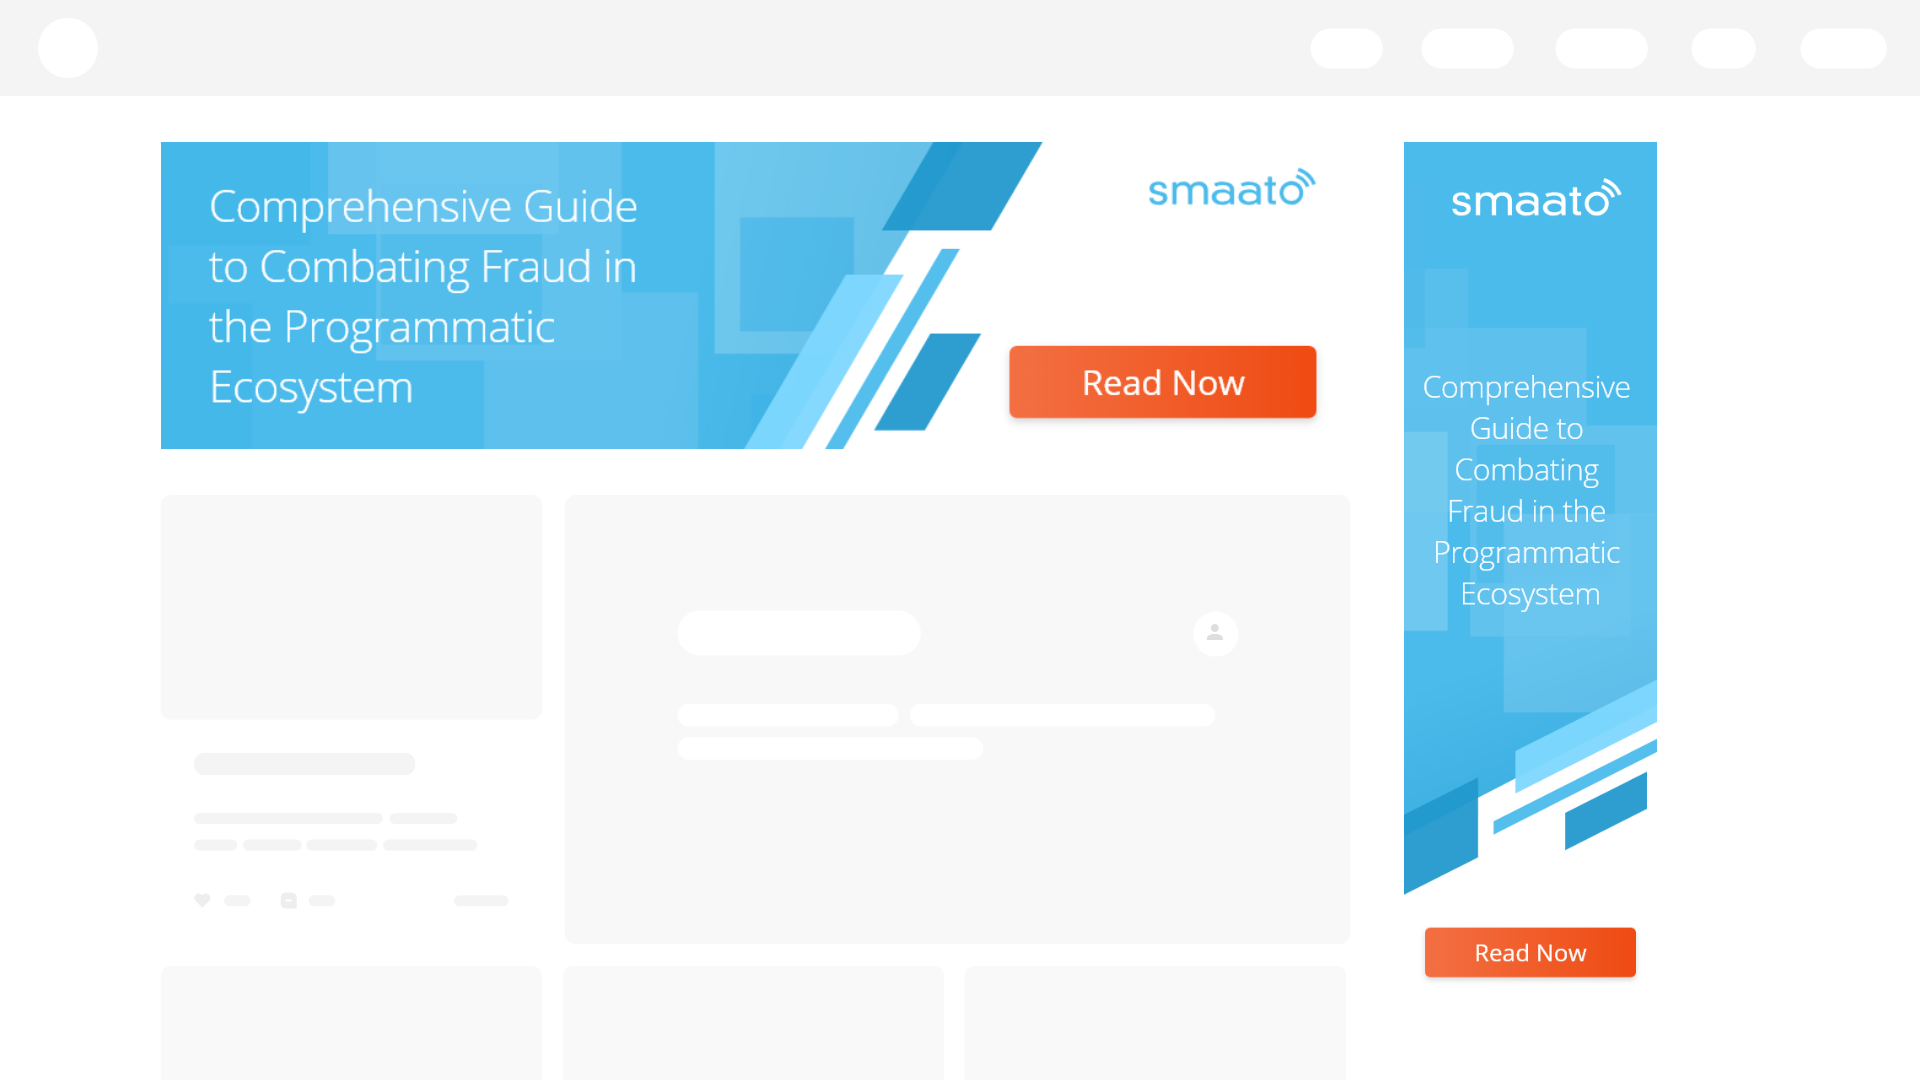 Comprehensive Guide
to Combating Fraud in
the Programmatic
Ecosystem
smaato
Read Now
smaato
Comprehensive
Guide to
Combating
Fraud in the
Programmatic
Ecosystem
Read Now